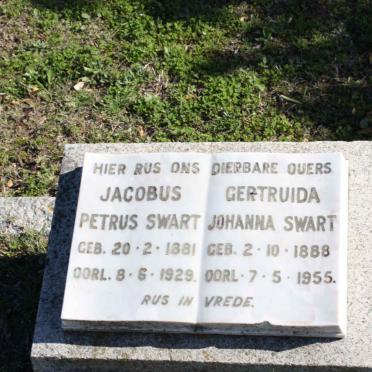 HIER RUS ONS DIERBARE OUERS
JACOBUS
PETRUS SWART
GEB. 20·2·1881
OORL. 8·6·1929.
GERTRUIDA
JOHANNA SWART
GEB. 2·10·1888
OORL·7·5·1955.
RUS IN VREDE.